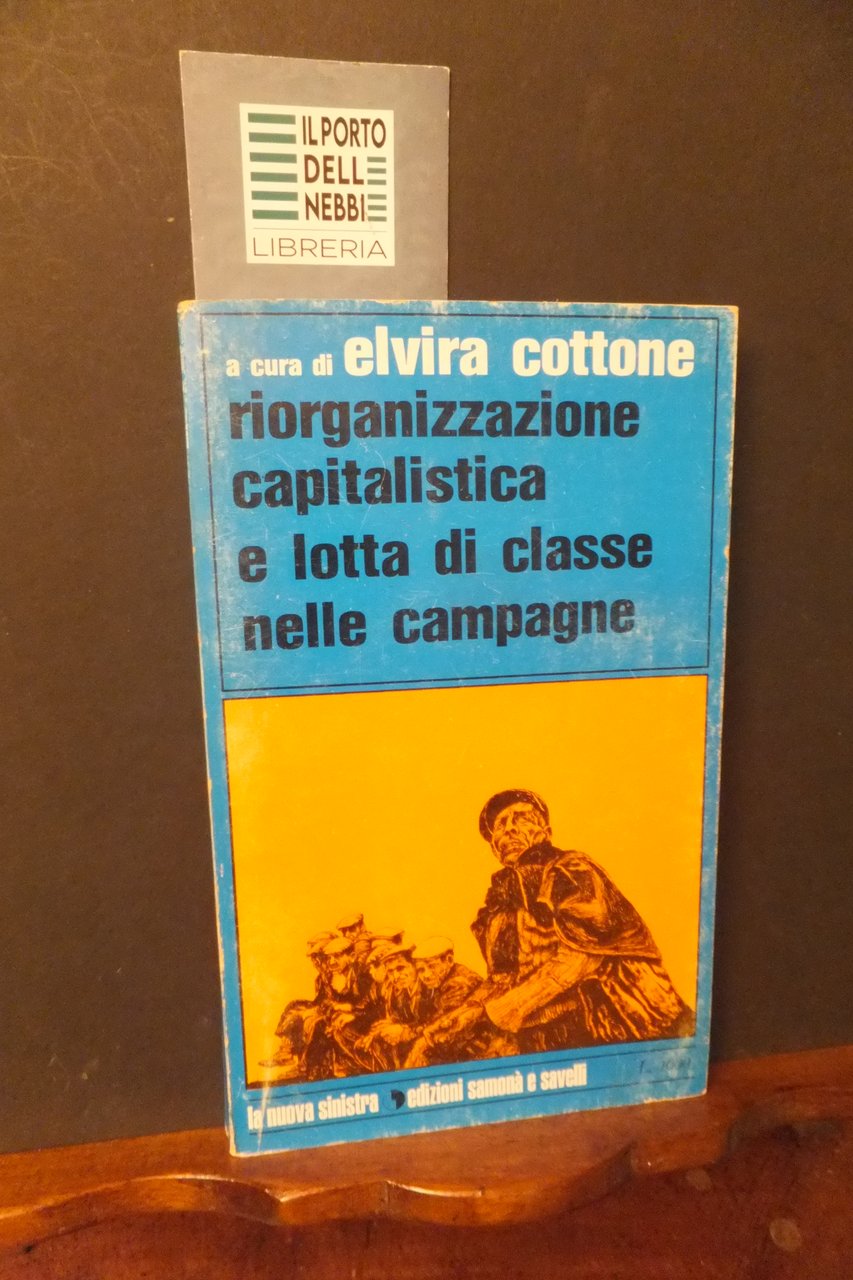 IL PORTO
DELL
NEBBI
LIBRERIA
a cura di elvira cottone
riorganizzazione
capitalistica
e lotta di classe
nelle campagne
la nuova sinistra edizioni samonà e savelli